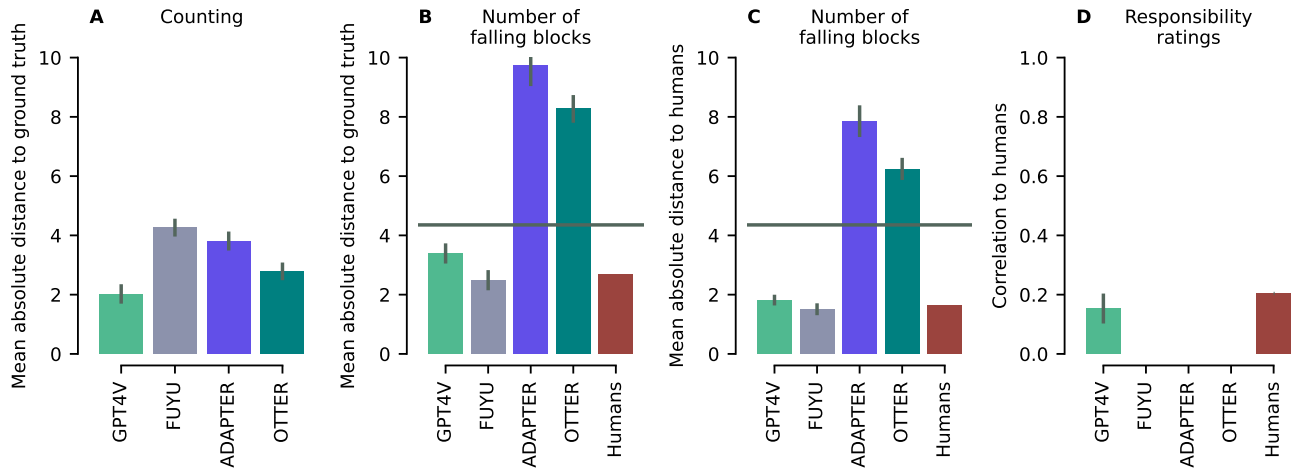 A Counting
Mean absolute distance to ground truth
10
8
6
4
2
0
GPT4V
FUYU
ADAPTER
OTTER
B Number of
falling blocks
Mean absolute distance to ground truth
10
8
6
4
2
0
GPT4V
FUYU
ADAPTER
OTTER
Humans
C Number of
falling blocks
Mean absolute distance to humans
10
8
6
4
2
0
GPT4V
FUYU
ADAPTER
OTTER
Humans
D Responsibility
ratings
Correlation to humans
1.0
0.8
0.6
0.4
0.2
0.0
GPT4V
FUYU
ADAPTER
OTTER
Humans